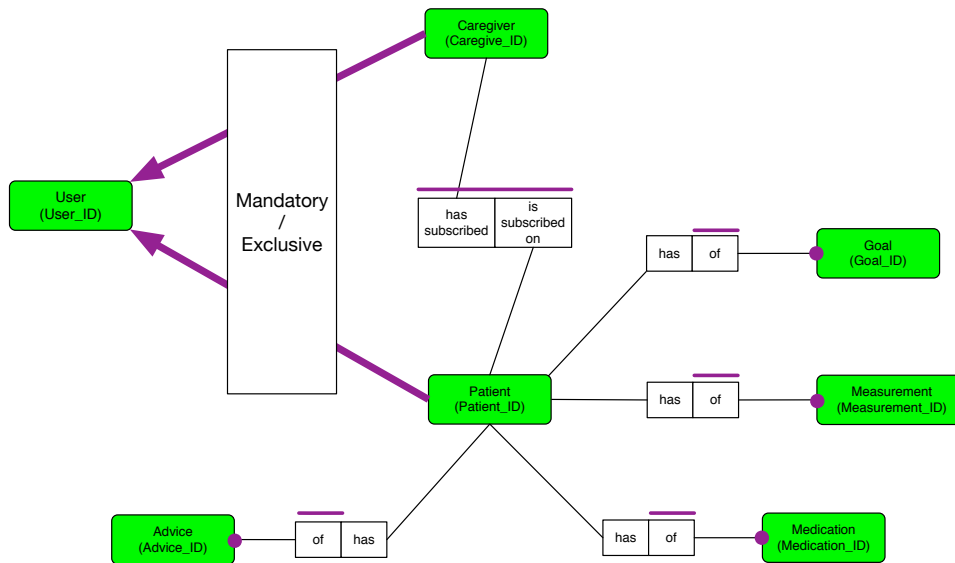 Caregiver
(Caregive_ID)
User
(User_ID)
Mandatory
/
Exclusive
has
subscribed
is
subscribed
on
has
of
Goal
(Goal_ID)
Patient
(Patient_ID)
has
of
Measurement
(Measurement_ID)
Advice
(Advice_ID)
of
has
has
of
Medication
(Medication_ID)